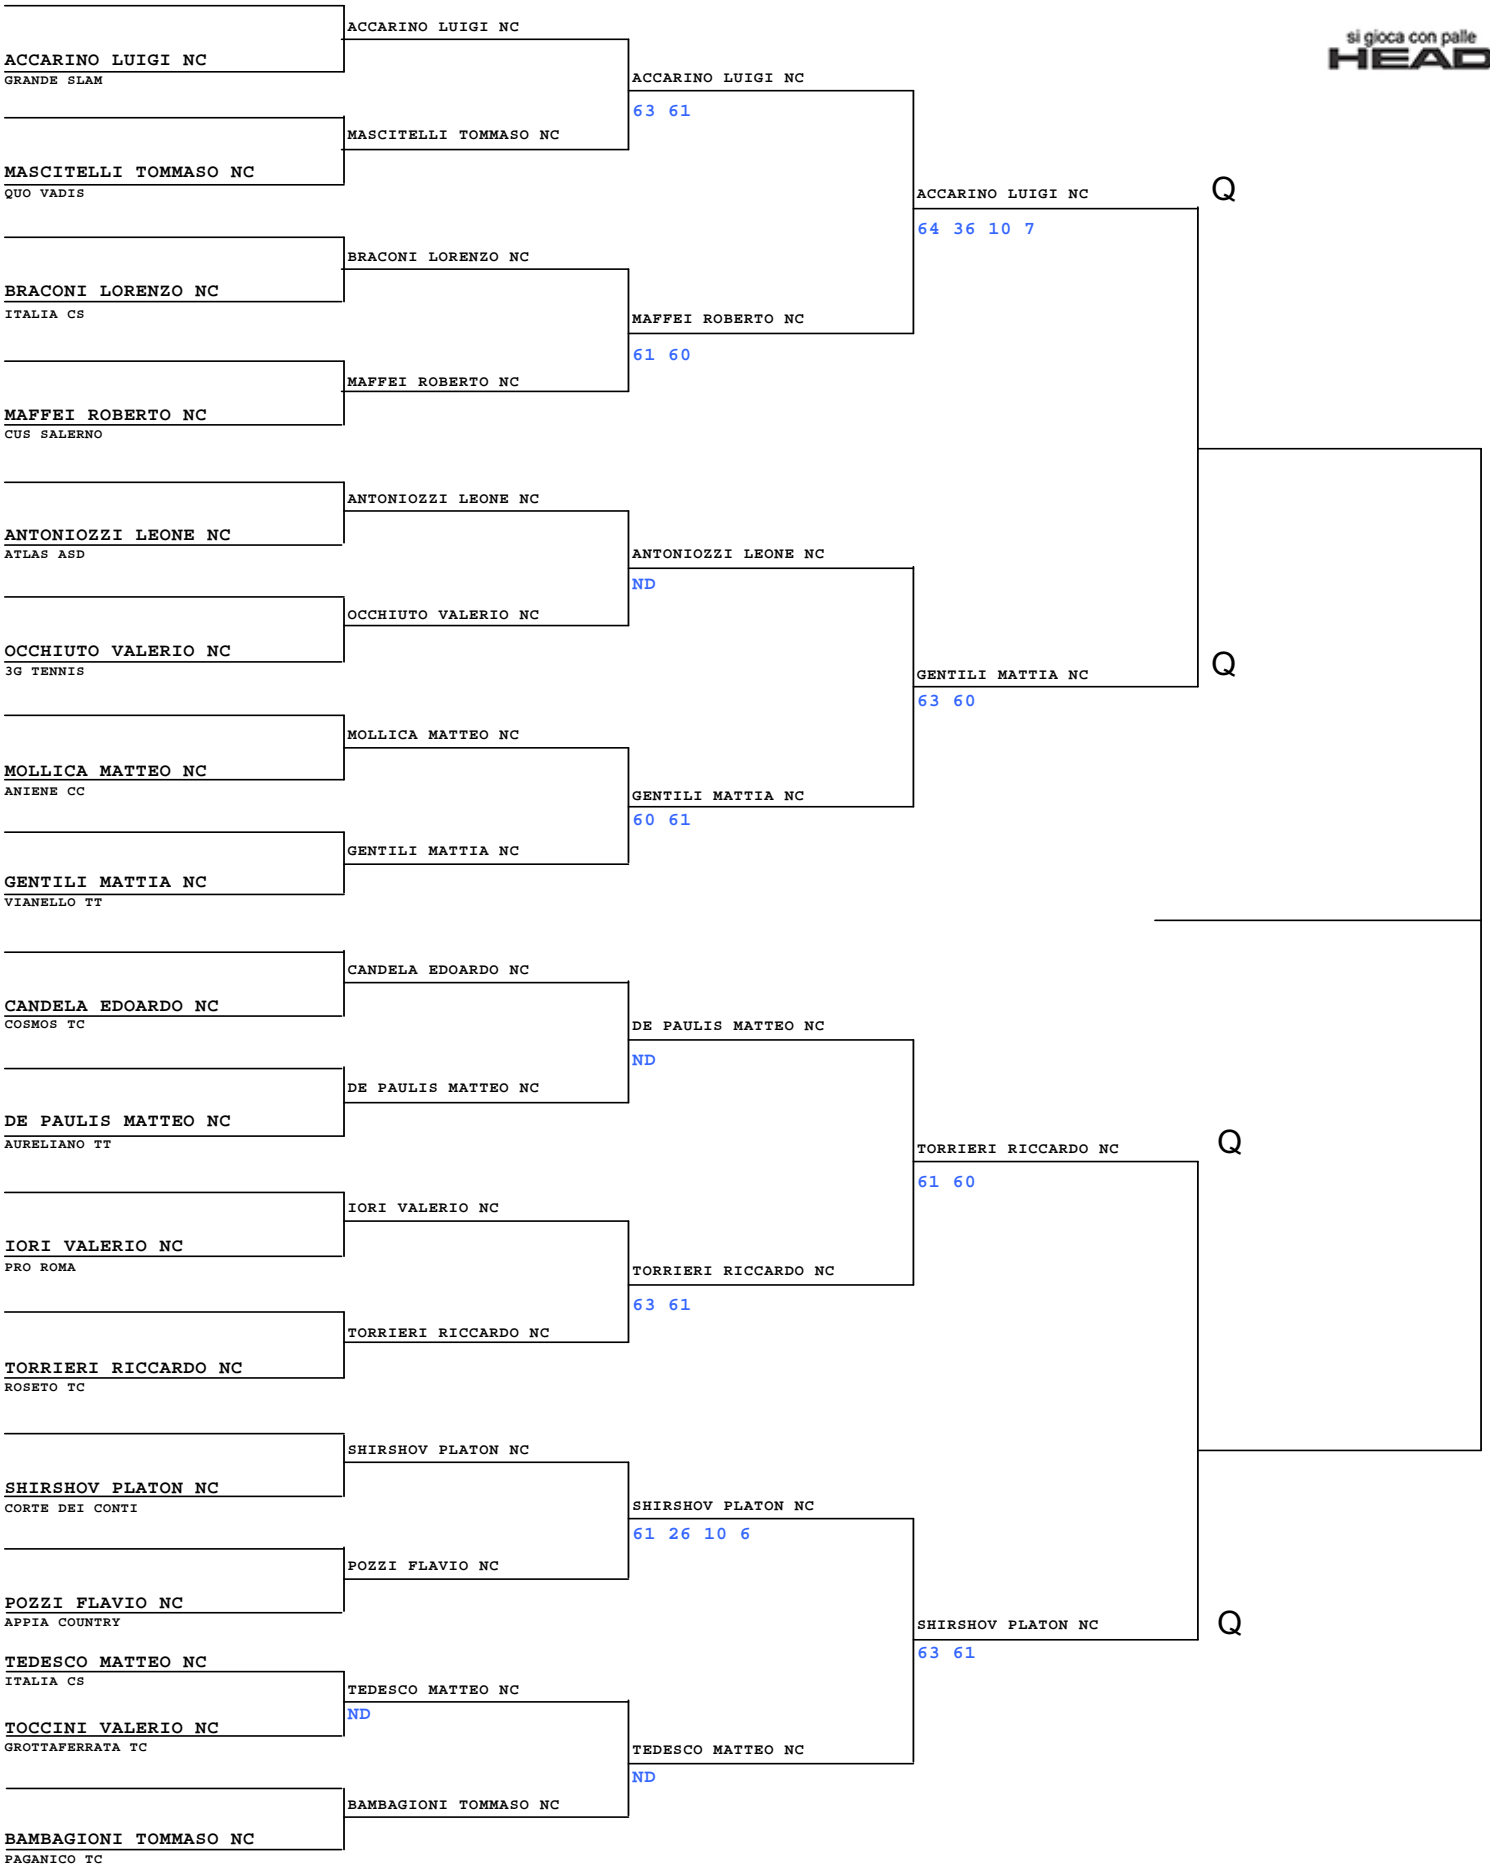 si gioca con palle
HEAD
ACCARINO LUIGI NC
GRANDE SLAM
MASCITELLI TOMMASO NC
QUO VADIS
BRACONI LORENZO NC
ITALIA CS
MAFFEI ROBERTO NC
CUS SALERNO
ANTONIOZZI LEONE NC
ATLAS ASD
OCCHIUTO VALERIO NC
3G TENNIS
MOLLICA MATTEO NC
ANIENE CC
GENTILI MATTIA NC
VIANELLO TT
CANDELA EDOARDO NC
COSMOS TC
DE PAULIS MATTEO NC
AURELIANO TT
IORI VALERIO NC
PRO ROMA
TORRIERI RICCARDO NC
ROSETO TC
SHIRSHOV PLATON NC
CORTE DEI CONTI
POZZI FLAVIO NC
APPIA COUNTRY
TEDESCO MATTEO NC
ITALIA CS
TOCCINI VALERIO NC
GROTTAFERRATA TC
BAMBAGIONI TOMMASO NC
PAGANICO TC
ACCARINO LUIGI NC
MASCITELLI TOMMASO NC
BRACONI LORENZO NC
MAFFEI ROBERTO NC
ANTONIOZZI LEONE NC
OCCHIUTO VALERIO NC
MOLLICA MATTEO NC
GENTILI MATTIA NC
CANDELA EDOARDO NC
DE PAULIS MATTEO NC
IORI VALERIO NC
TORRIERI RICCARDO NC
SHIRSHOV PLATON NC
POZZI FLAVIO NC
TEDESCO MATTEO NC
ND
BAMBAGIONI TOMMASO NC
ACCARINO LUIGI NC
63 61
MAFFEI ROBERTO NC
61 60
ANTONIOZZI LEONE NC
ND
GENTILI MATTIA NC
60 61
DE PAULIS MATTEO NC
ND
TORRIERI RICCARDO NC
63 61
SHIRSHOV PLATON NC
61 26 10 6
TEDESCO MATTEO NC
ND
ACCARINO LUIGI NC
64 36 10 7
GENTILI MATTIA NC
63 60
TORRIERI RICCARDO NC
61 60
SHIRSHOV PLATON NC
63 61
Q
Q
Q
Q